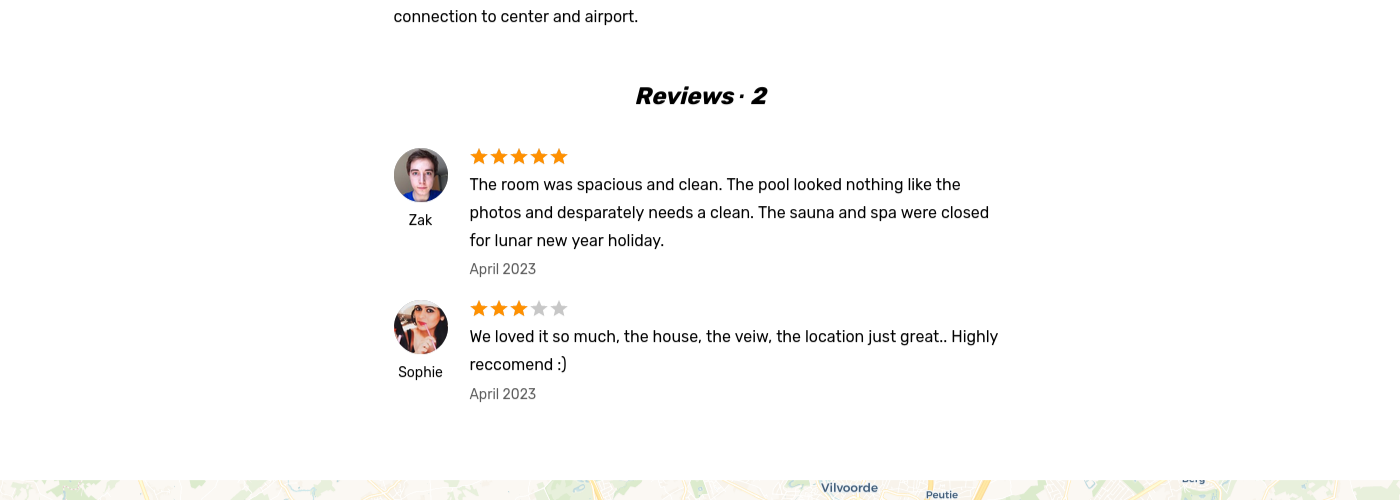 connection to center and airport.
Reviews · 2
The room was spacious and clean. The pool looked nothing like the
photos and desparately needs a clean. The sauna and spa were closed
for lunar new year holiday.
April 2023
Zak
We loved it so much, the house, the veiw, the location just great.. Highly
reccomend :)
April 2023
Sophie
Vilvoorde
Peutie